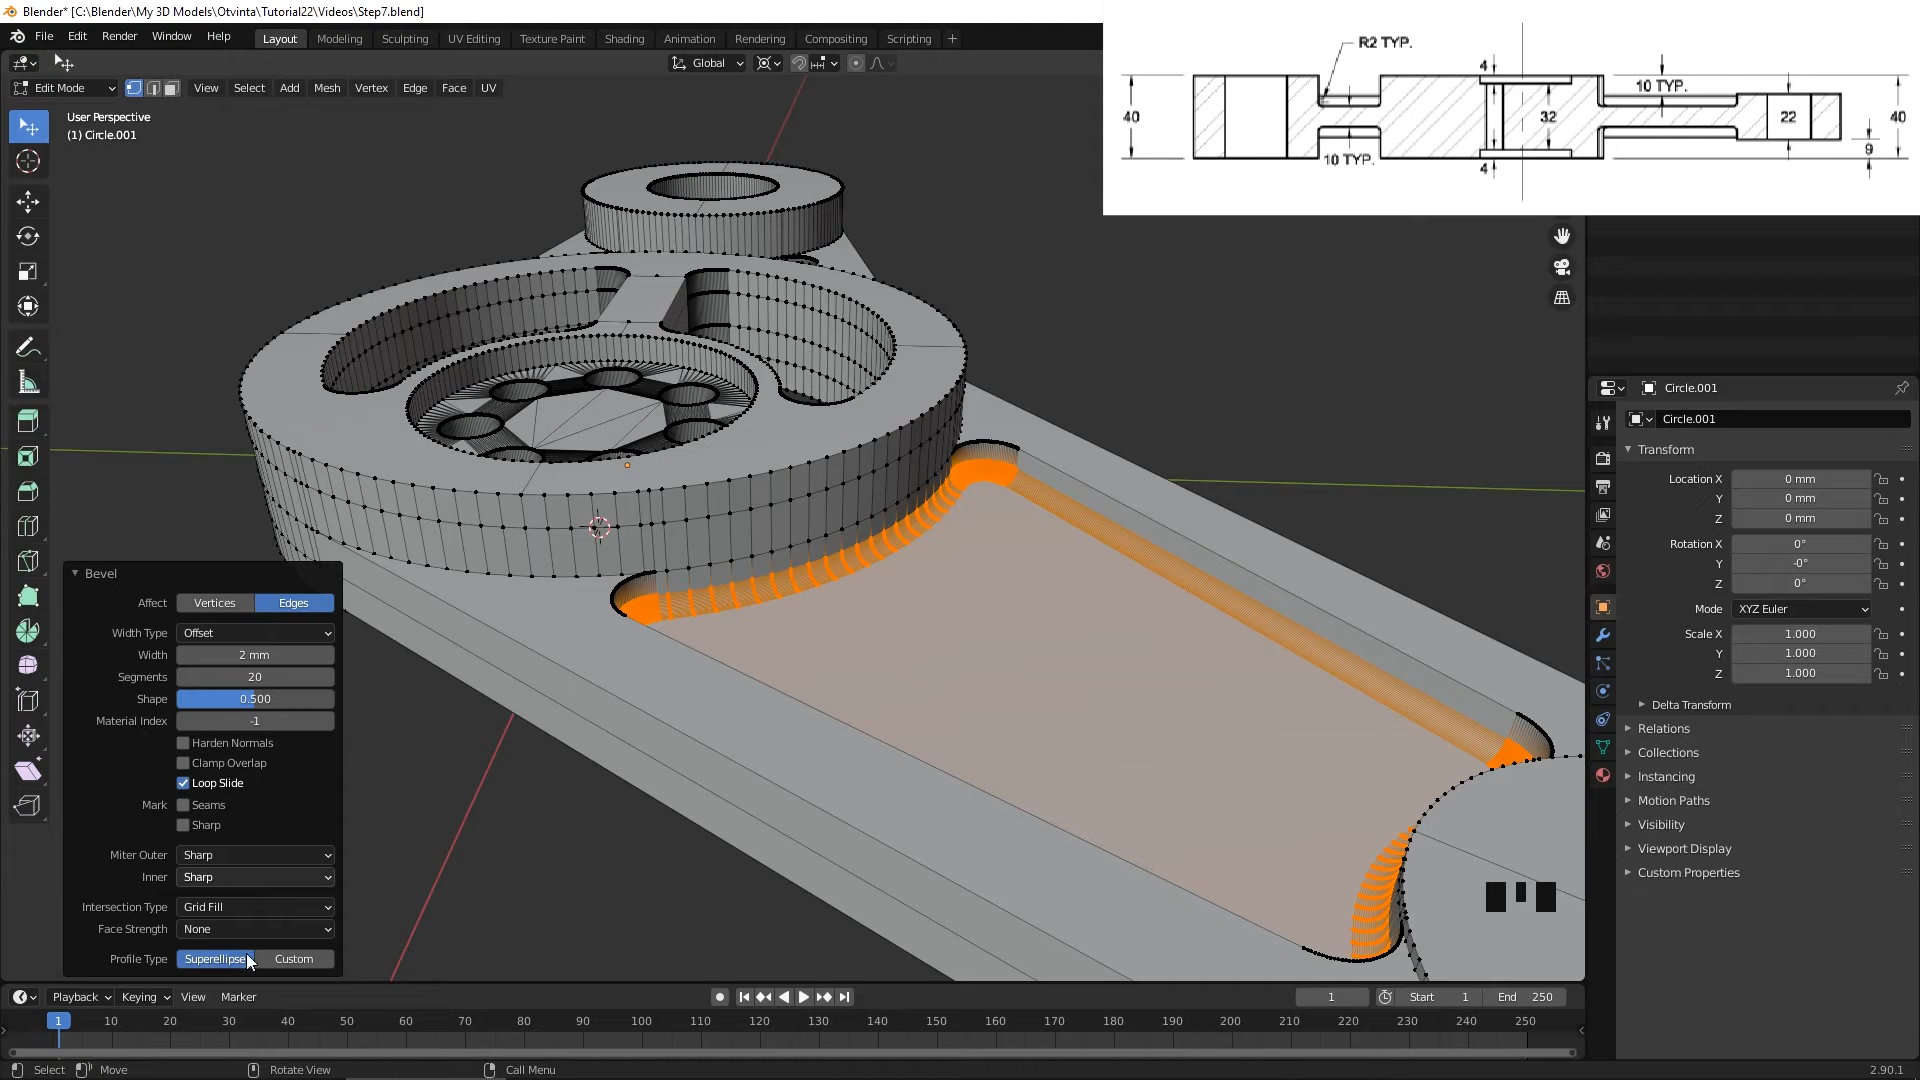 Blender* [C:\Blender\My 3D Models\Otvinta\Tutorial22\Videos\Step7.blend]
File Edit Render Window Help Layout Modeling Sculpting UV Editing Texture Paint Shading Animation Rendering Compositing Scripting
Global
Edit Mode View Select Add Mesh Vertex Edge Face UV
User Perspective
(1) Circle.001
R2 TYP.
4
10 TYP.
40
32
22
40
10 TYP.
9
4
Circle.001
Circle.001
Transform
Location X 0 mm
Y 0 mm
Z 0 mm
Rotation X 0°
Y -0°
Z 0°
Mode XYZ Euler
Scale X 1.000
Y 1.000
Z 1.000
Delta Transform
Relations
Collections
Instancing
Motion Paths
Visibility
Viewport Display
Custom Properties
Bevel
Affect Vertices Edges
Width Type Offset
Width 2 mm
Segments 20
Shape 0.500
Material Index -1
Harden Normals
Clamp Overlap
Loop Slide
Mark Seams
Sharp
Miter Outer Sharp
Inner Sharp
Intersection Type Grid Fill
Face Strength None
Profile Type Superellipse Custom
Playback Keying View Marker 1 Start 1 End 250
1 10 20 30 40 50 60 70 80 90 100 110 120 130 140 150 160 170 180 190 200 210 220 230 240 250
Select Move Rotate View Call Menu 2.90.1